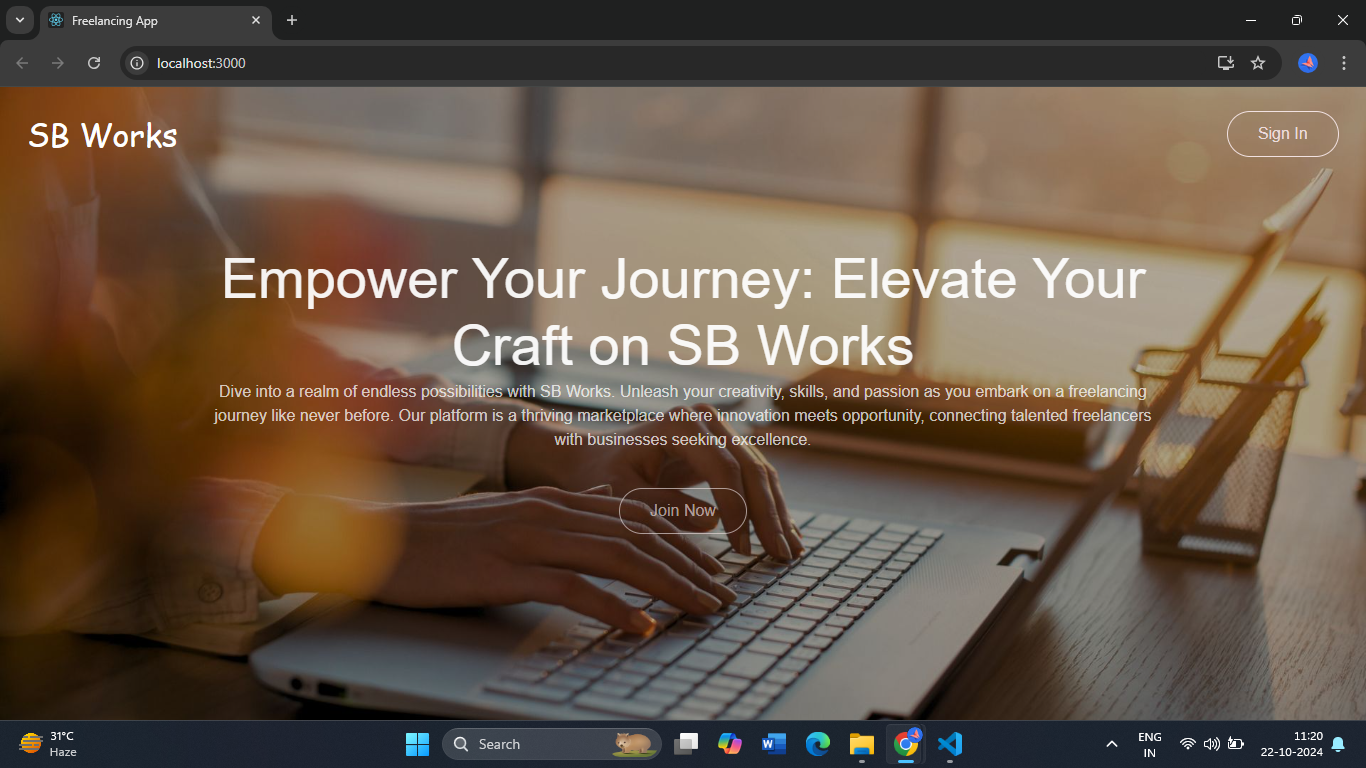 Freelancing App
localhost:3000
SB Works
Sign In
Empower Your Journey: Elevate Your
Craft on SB Works
Dive into a realm of endless possibilities with SB Works. Unleash your creativity, skills, and passion as you embark on a freelancing
journey like never before. Our platform is a thriving marketplace where innovation meets opportunity, connecting talented freelancers
with businesses seeking excellence.
Join Now
31°C
Haze
Search
ENG
IN
11:20
22-10-2024